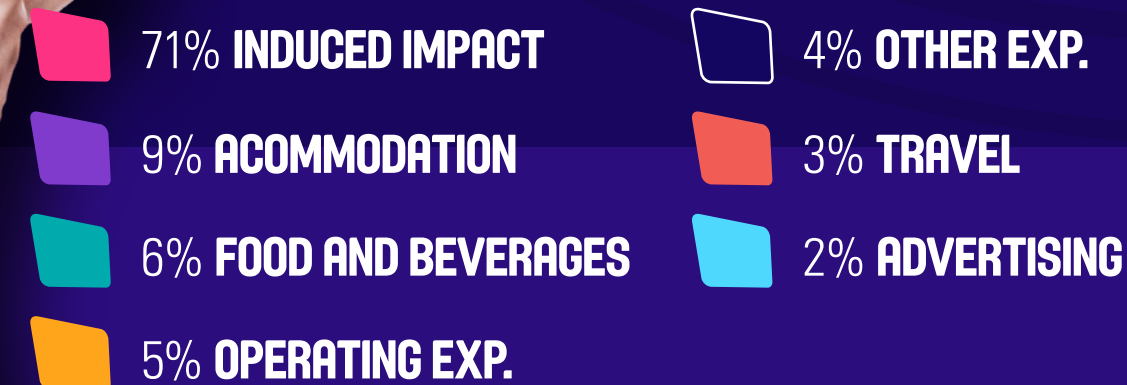 71% INDUCED IMPACT
9% ACOMMODATION
6% FOOD AND BEVERAGES
5% OPERATING EXP.
4% OTHER EXP.
3% TRAVEL
2% ADVERTISING